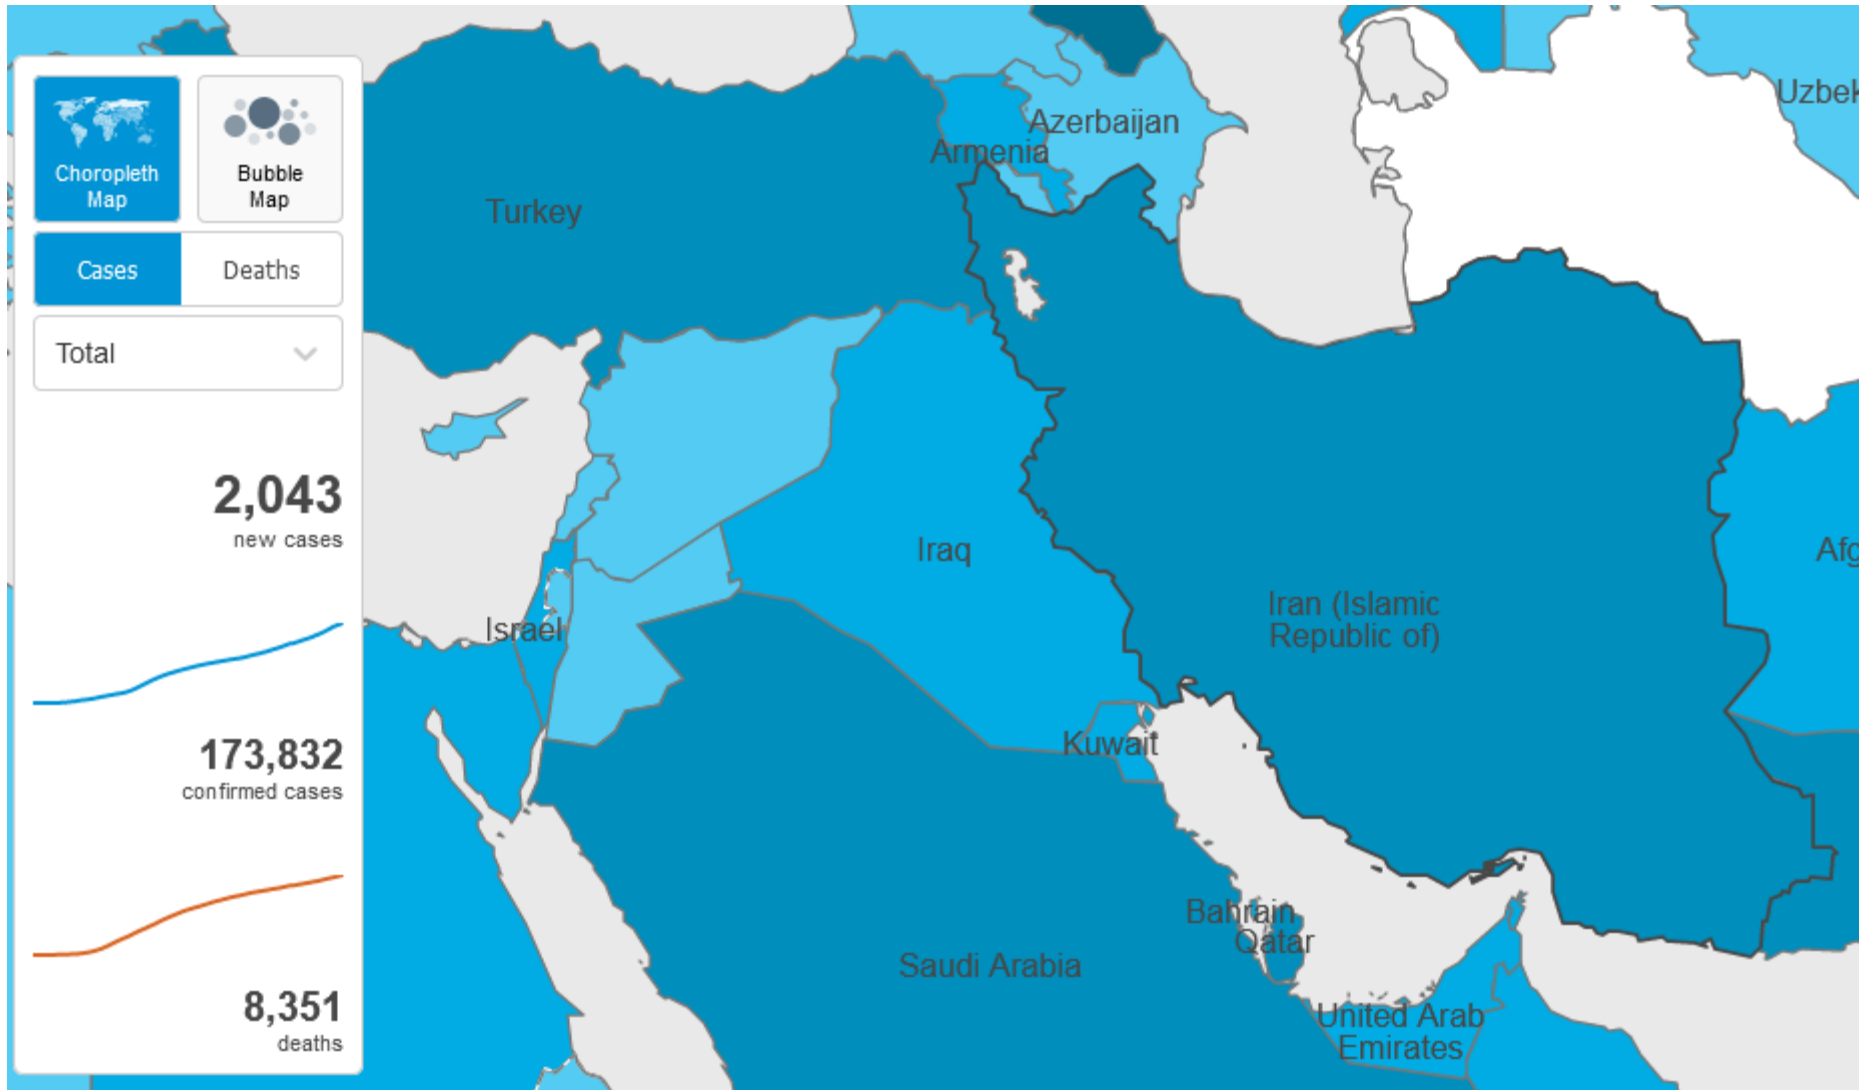 Choropleth
Map
Bubble
Map
Cases
Deaths
Total
2,043
new cases
173,832
confirmed cases
8,351
deaths
Uzbek
Azerbaijan
Armenia
Turkey
Iraq
Afg
Iran (Islamic
Republic of)
Israel
Kuwait
Bahrain
Qatar
Saudi Arabia
United Arab
Emirates